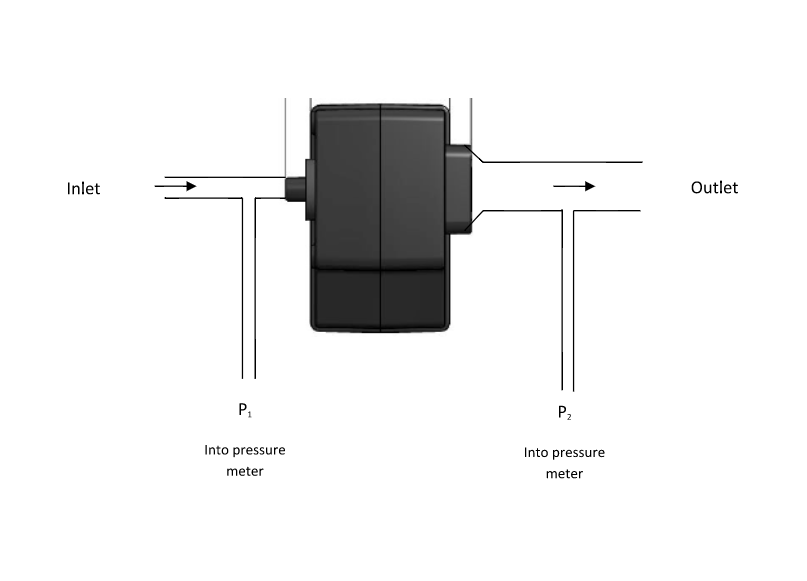 Inlet
Outlet
P1
Into pressure
meter
P2
Into pressure
meter